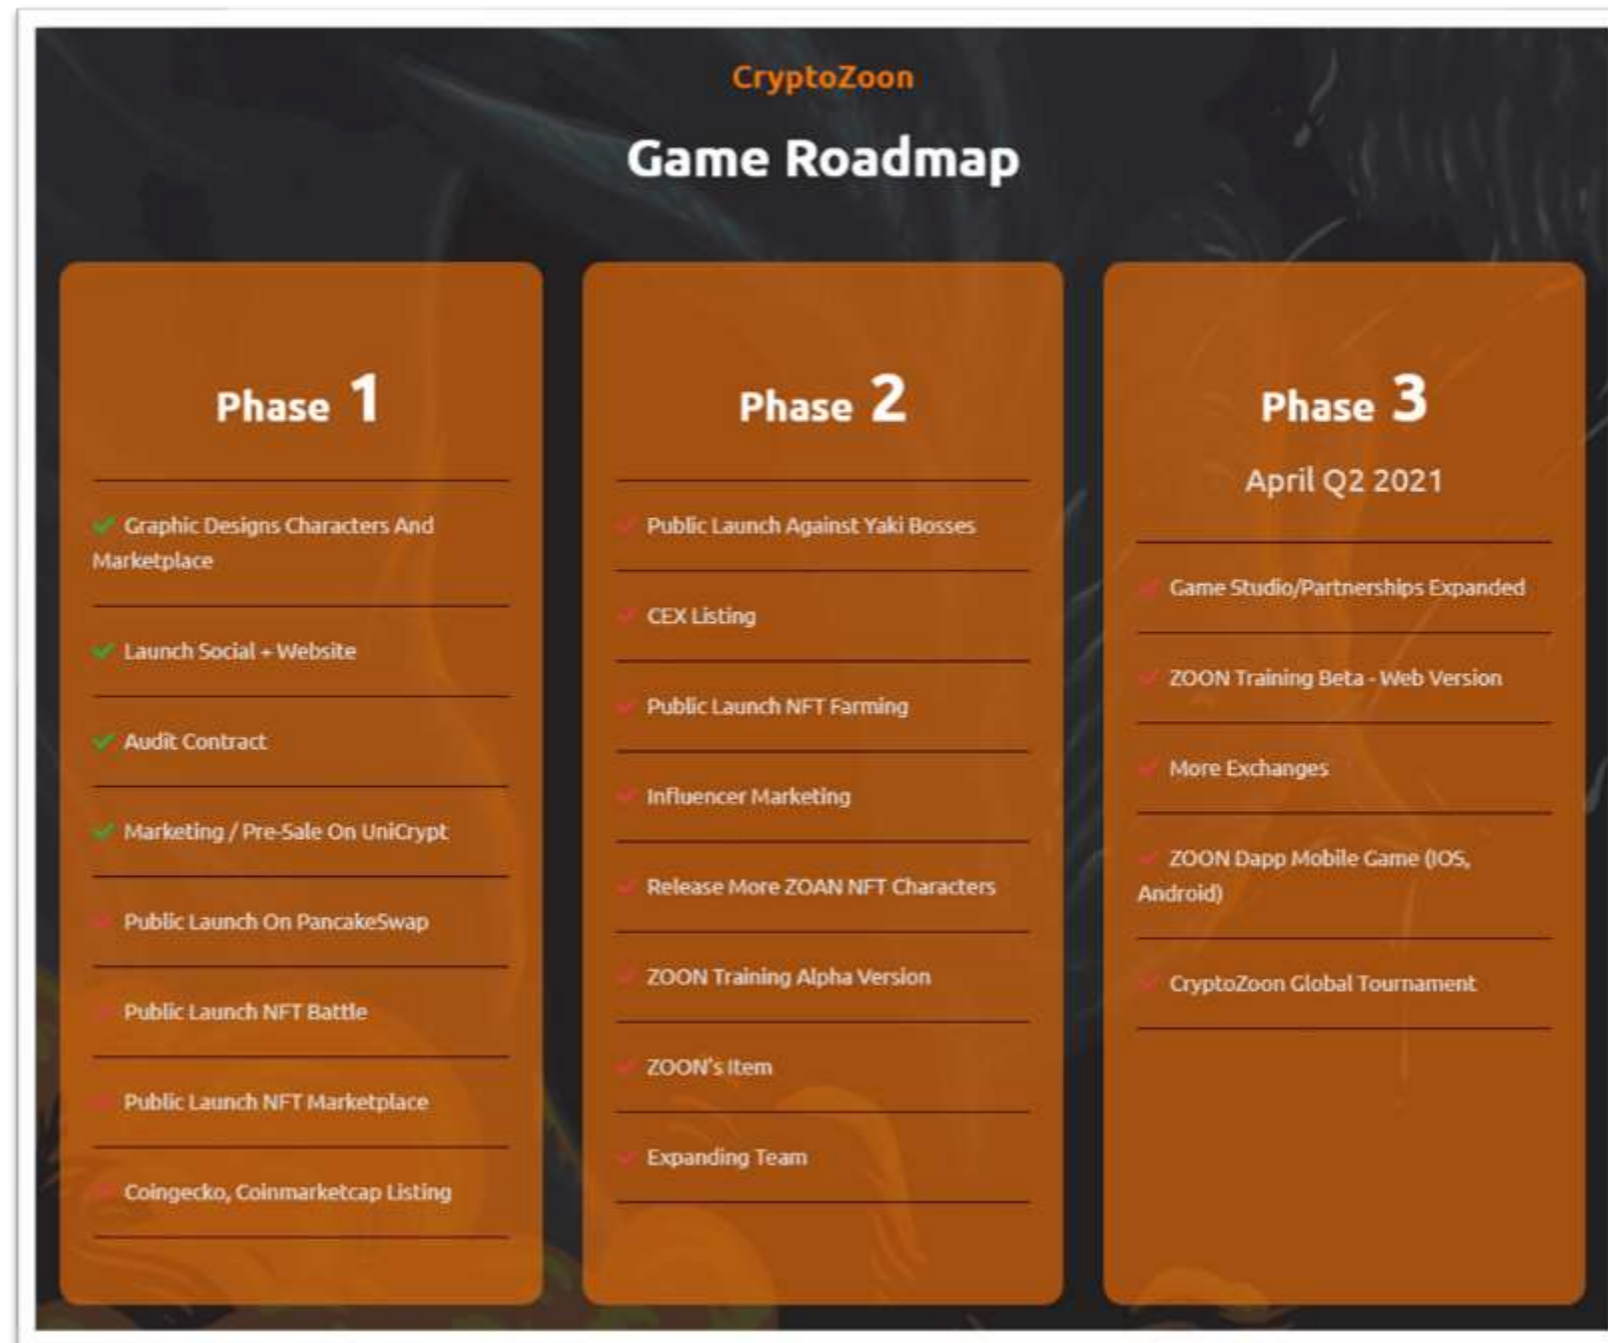 CryptoZoon
Game Roadmap
Phase 1
Graphic Designs Characters And
Marketplace
Launch Social + Website
Audit Contract
Marketing / Pre-Sale On UniCrypt
Public Launch On PancakeSwap
Public Launch NFT Battle
Public Launch NFT Marketplace
Coingecko, Coinmarketcap Listing
Phase 2
Public Launch Against Yaki Bosses
CEX Listing
Public Launch NFT Farming
Influencer Marketing
Release More ZOAN NFT Characters
ZOON Training Alpha Version
ZOON's Item
Expanding Team
Phase 3
April Q2 2021
Game Studio/Partnerships Expanded
ZOON Training Beta - Web Version
More Exchanges
ZOON Dapp Mobile Game (IOS,
Android)
CryptoZoon Global Tournament